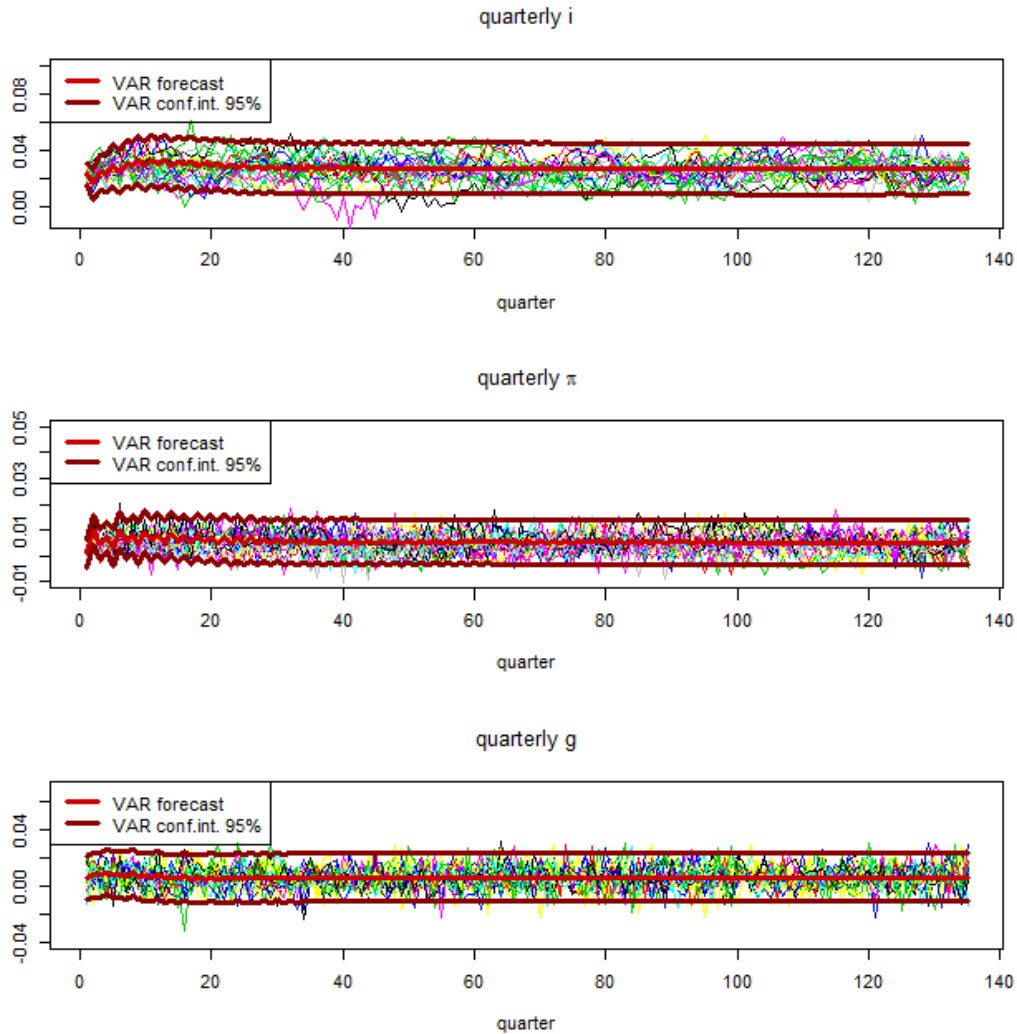 quarterly i
VAR forecast
VAR conf.int. 95%
0.08
0.04
0.00
0 20 40 60 80 100 120 140
quarter
quarterly π
VAR forecast
VAR conf.int. 95%
0.05
0.03
0.01
-0.01
0 20 40 60 80 100 120 140
quarter
quarterly g
VAR forecast
VAR conf.int. 95%
0.04
0.00
-0.04
0 20 40 60 80 100 120 140
quarter